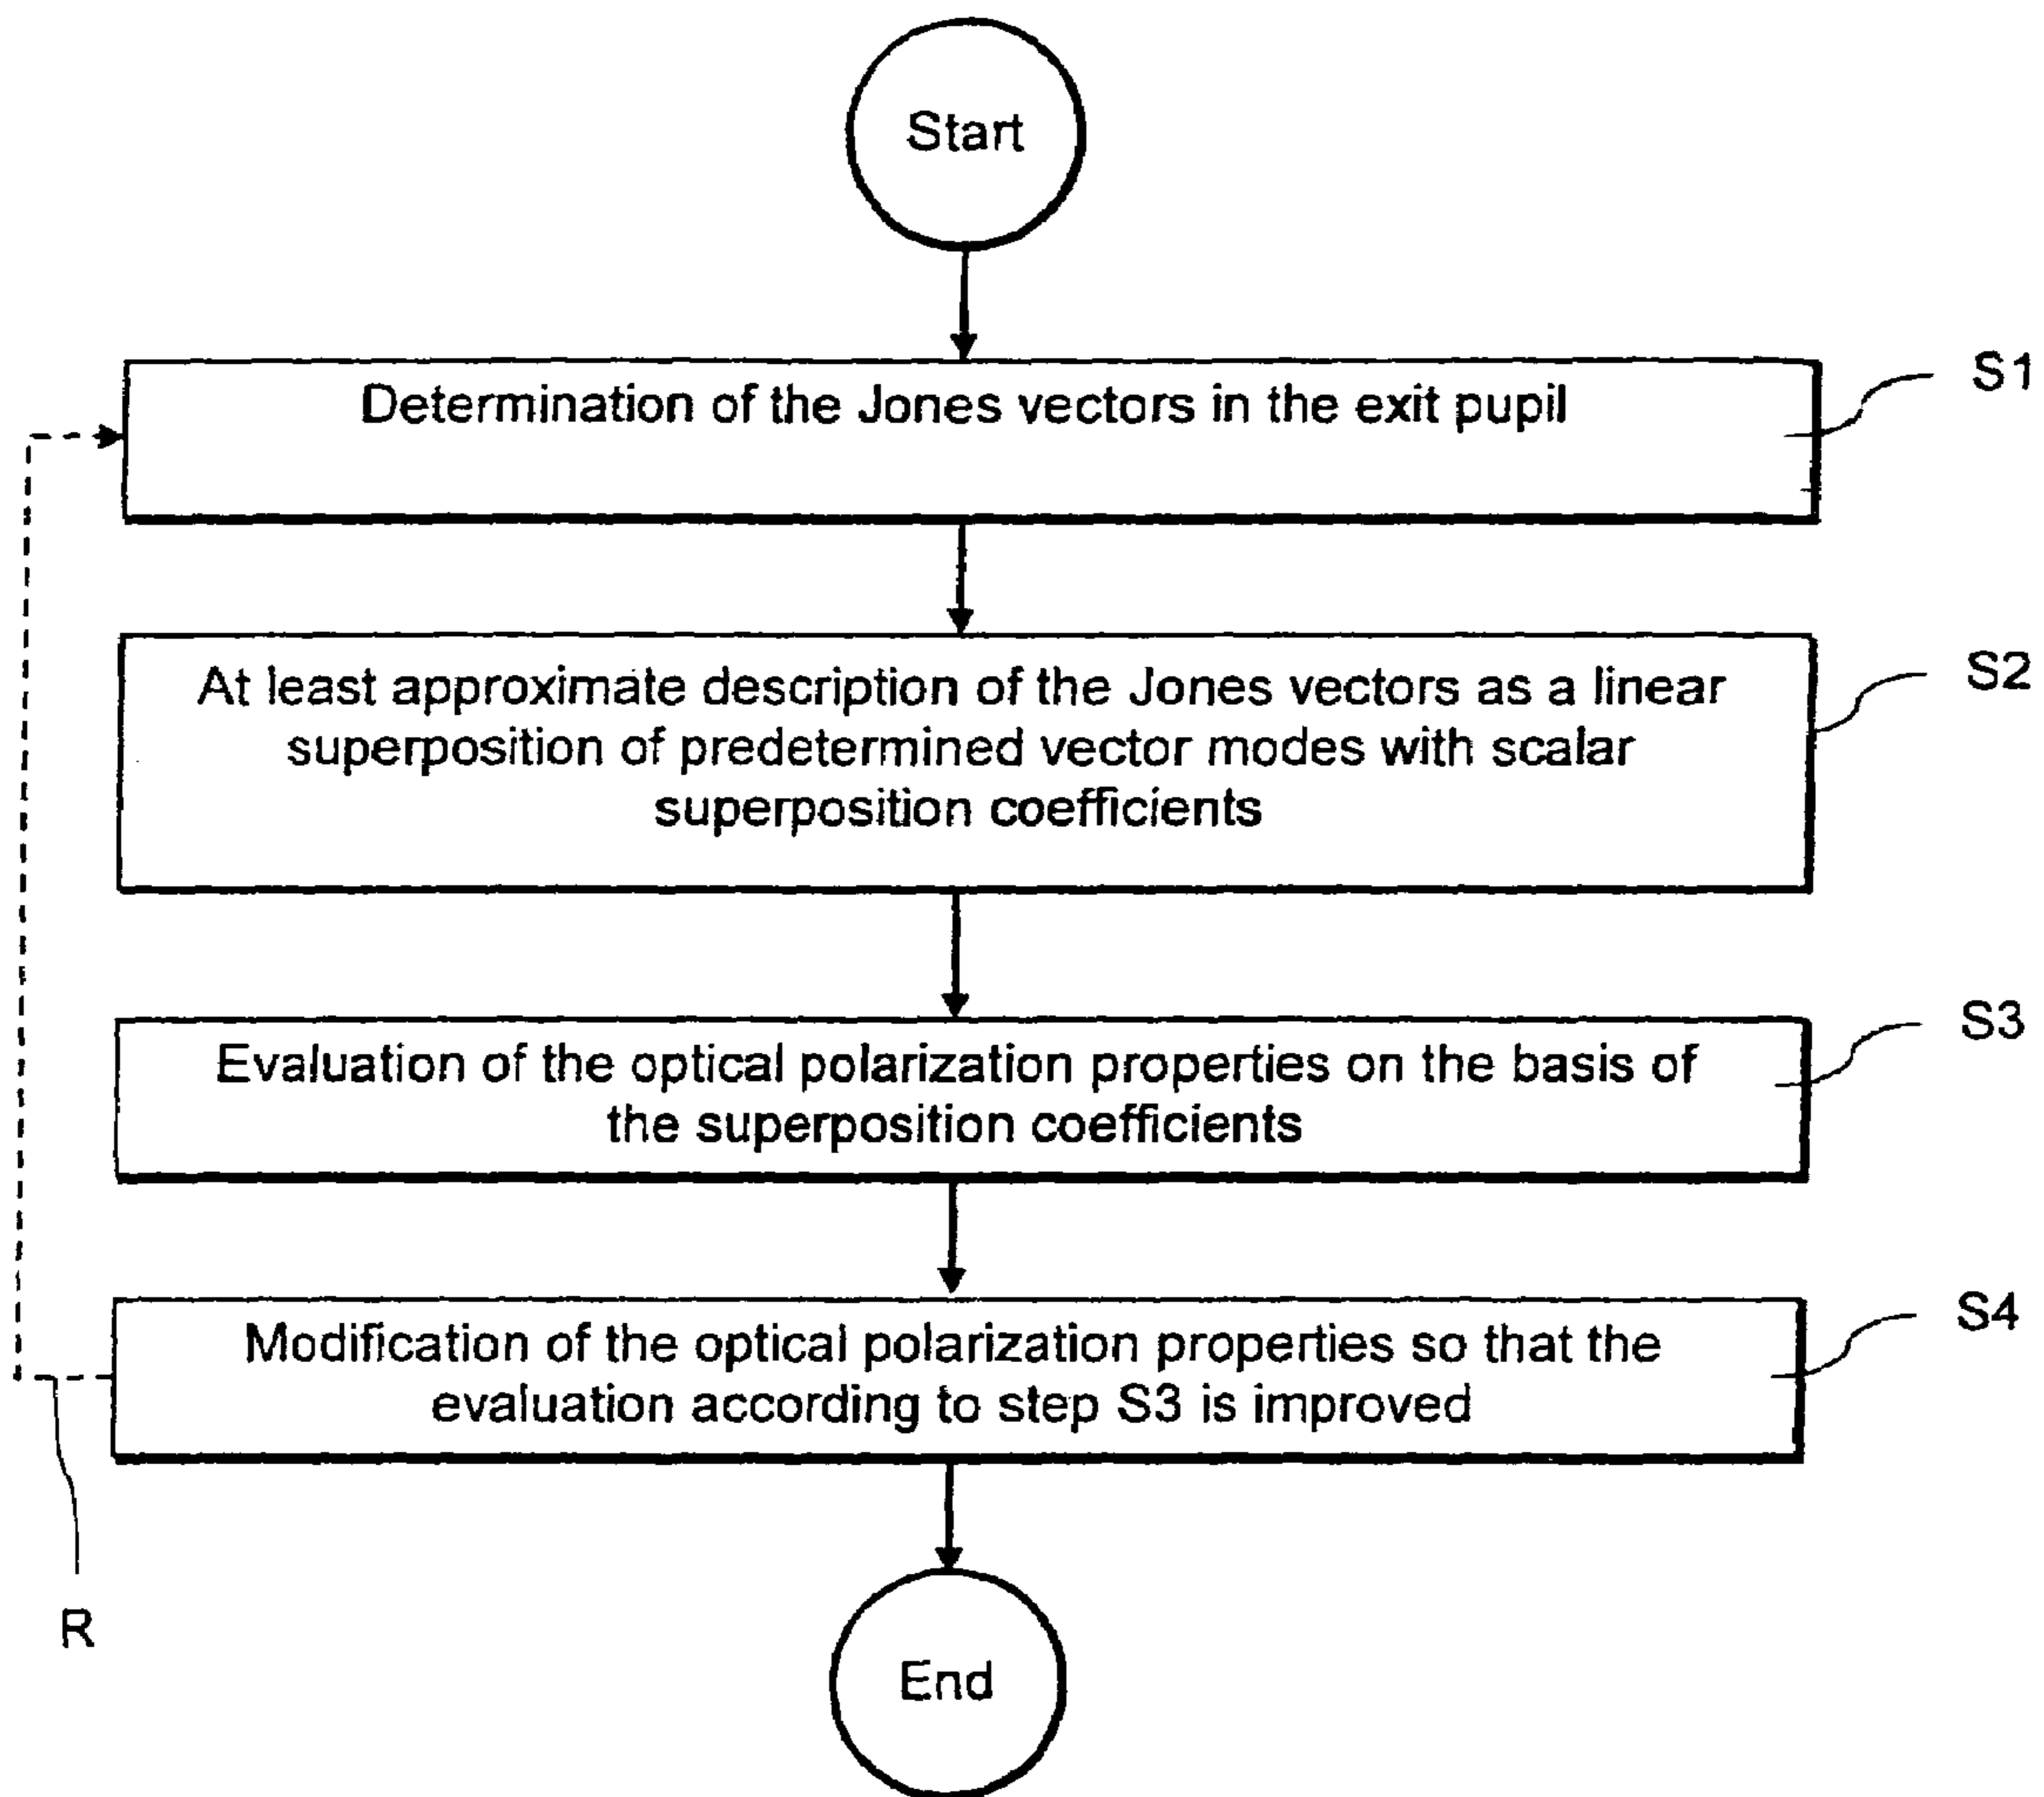 Start
Determination of the Jones vectors in the exit pupil
S1
At least approximate description of the Jones vectors as a linear
superposition of predetermined vector modes with scalar
superposition coefficients
S2
Evaluation of the optical polarization properties on the basis of
the superposition coefficients
S3
Modification of the optical polarization properties so that the
evaluation according to step S3 is improved
S4
R
End